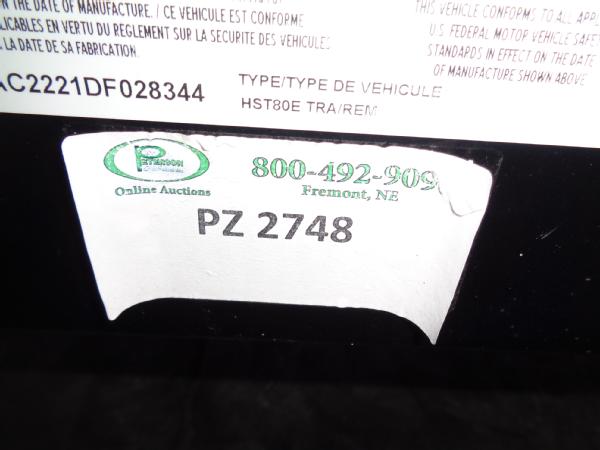 ON THE DATE OF MANUFACTURE. / CE VEHICULE EST CONFORME
APPLICABLES EN VERTU DU REGLEMENT SUR LA SECURITE DES VEHICULES
A LA DATE DE SA FABRICATION.
THIS VEHICLE CONFORMS TO ALL APPL
U.S. FEDERAL MOTOR VEHICLE SAFE
STANDARDS IN EFFECT ON THE DATE
OF MANUFACTURE SHOWN ABOVE
AC2221DF028344
TYPE/TYPE DE VEHICULE
HST80E TRA/REM
PETERSON
Online Auctions
800-492-909
Fremont, NE
PZ 2748